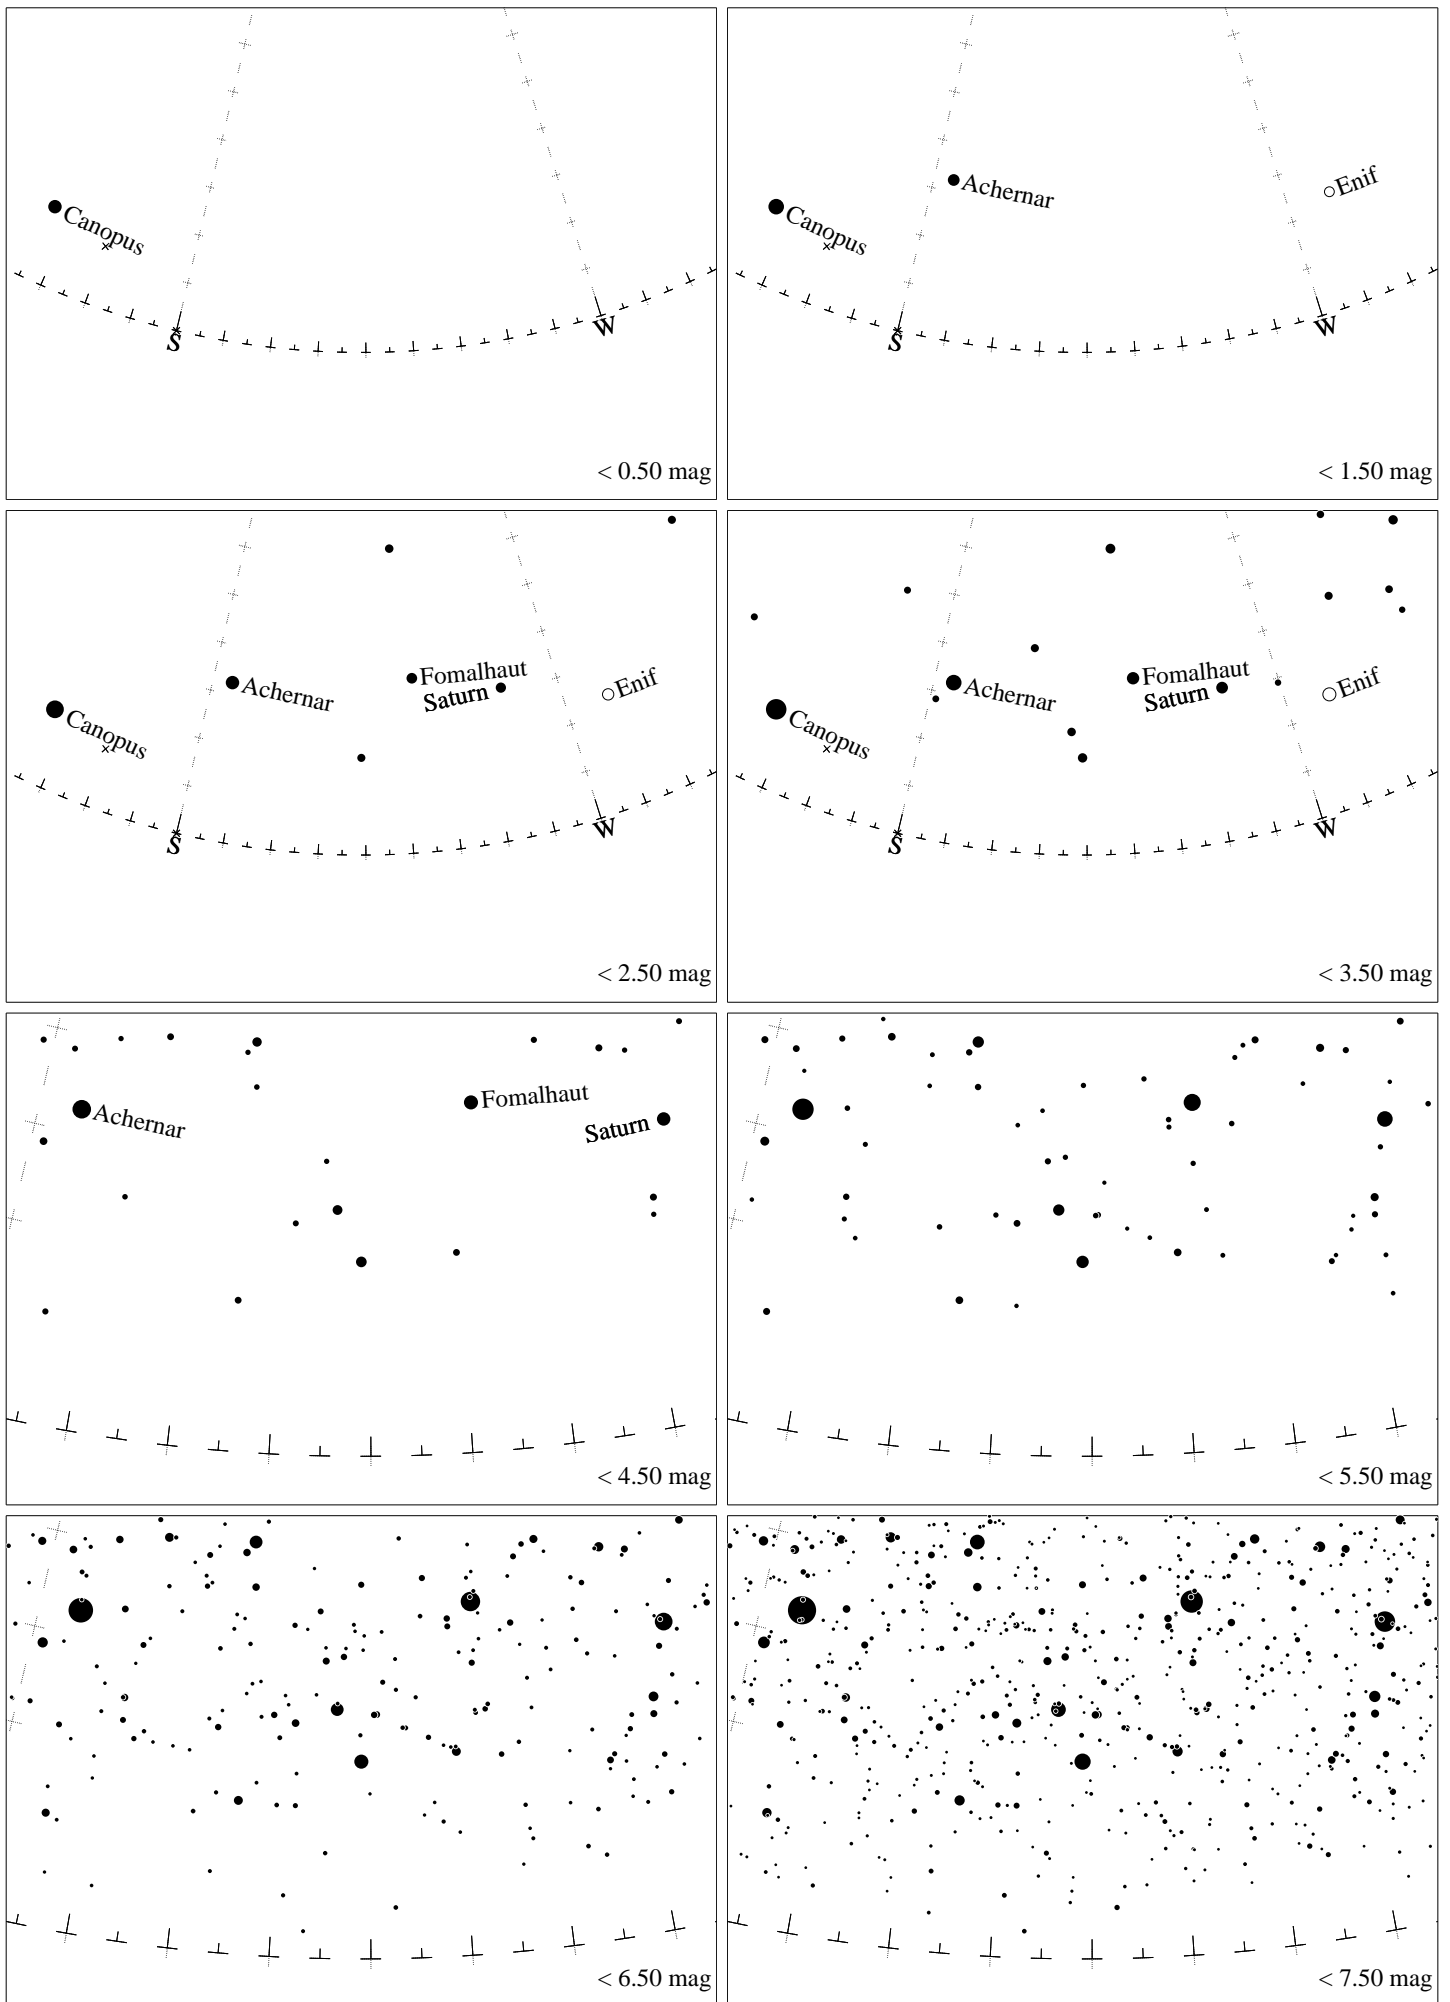 Canopus
S
W
< 0.50 mag
Achernar
Enif
Canopus
S
W
< 1.50 mag
Fomalhaut
Saturn
Enif
Achernar
Canopus
S
W
< 2.50 mag
Fomalhaut
Saturn
Enif
Achernar
Canopus
S
W
< 3.50 mag
Fomalhaut
Achernar
Saturn
< 4.50 mag
< 5.50 mag
< 6.50 mag
< 7.50 mag